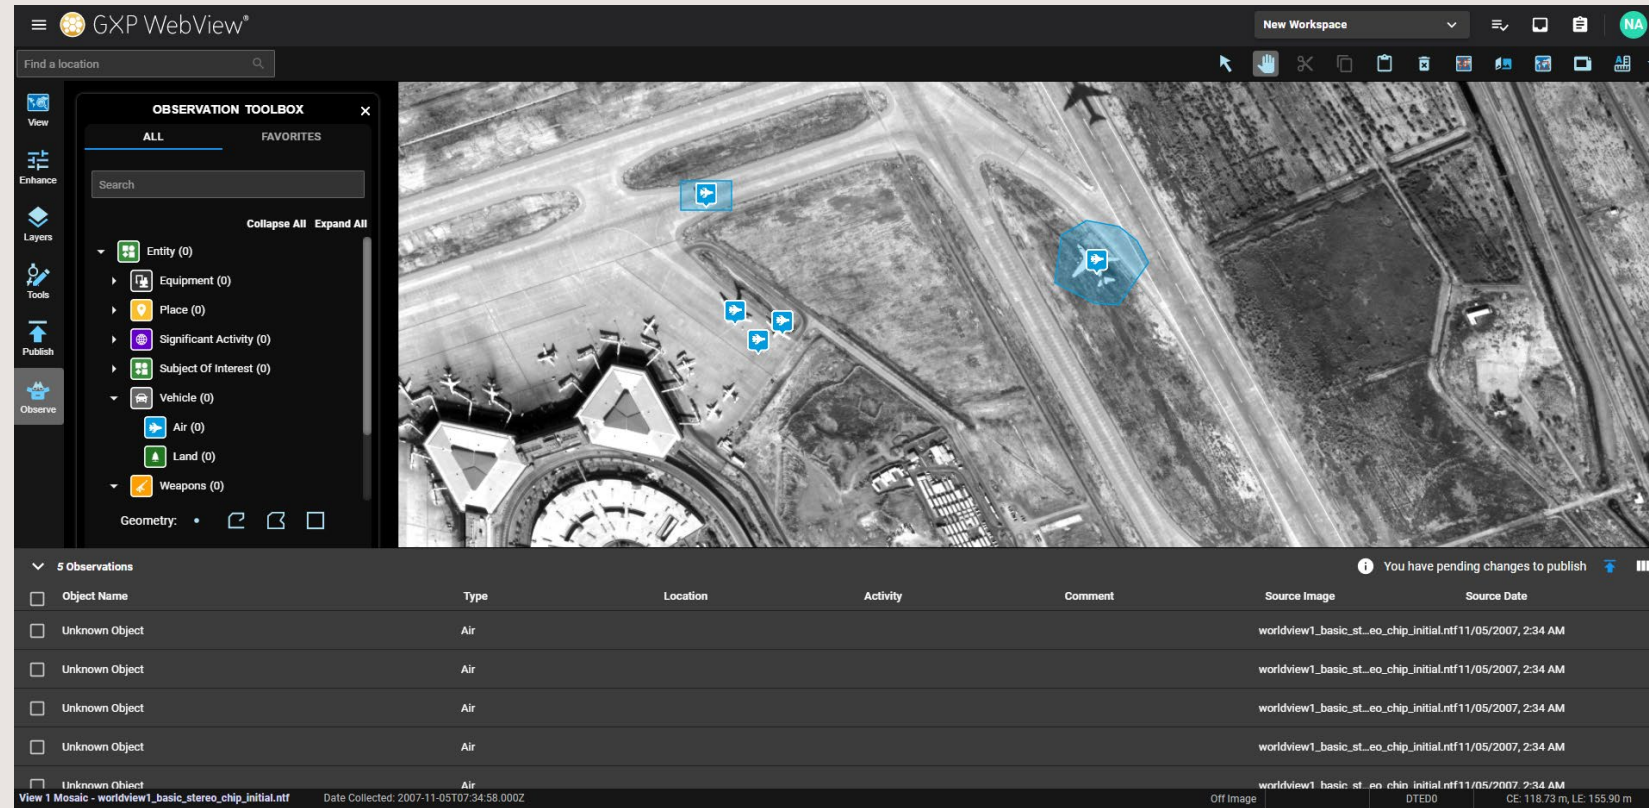 GXP WebView®
New Workspace
NA
Find a location
View
Enhance
Layers
Tools
Publish
Observe
OBSERVATION TOOLBOX
ALL FAVORITES
Search
Collapse All Expand All
Entity (0)
Equipment (0)
Place (0)
Significant Activity (0)
Subject Of Interest (0)
Vehicle (0)
Air (0)
Land (0)
Weapons (0)
Geometry:
5 Observations You have pending changes to publish
Object Name Type Location Activity Comment Source Image Source Date
Unknown Object Air worldview1_basic_st...eo_chip_initial.ntf 11/05/2007, 2:34 AM
Unknown Object Air worldview1_basic_st...eo_chip_initial.ntf 11/05/2007, 2:34 AM
Unknown Object Air worldview1_basic_st...eo_chip_initial.ntf 11/05/2007, 2:34 AM
Unknown Object Air worldview1_basic_st...eo_chip_initial.ntf 11/05/2007, 2:34 AM
Unknown Object Air worldview1_basic_st...eo_chip_initial.ntf 11/05/2007, 2:34 AM
View 1 Mosaic - worldview1_basic_stereo_chip_initial.ntf Date Collected: 2007-11-05T07:34:58.000Z Off Image DTED0 CE: 118.73 m, LE: 155.90 m